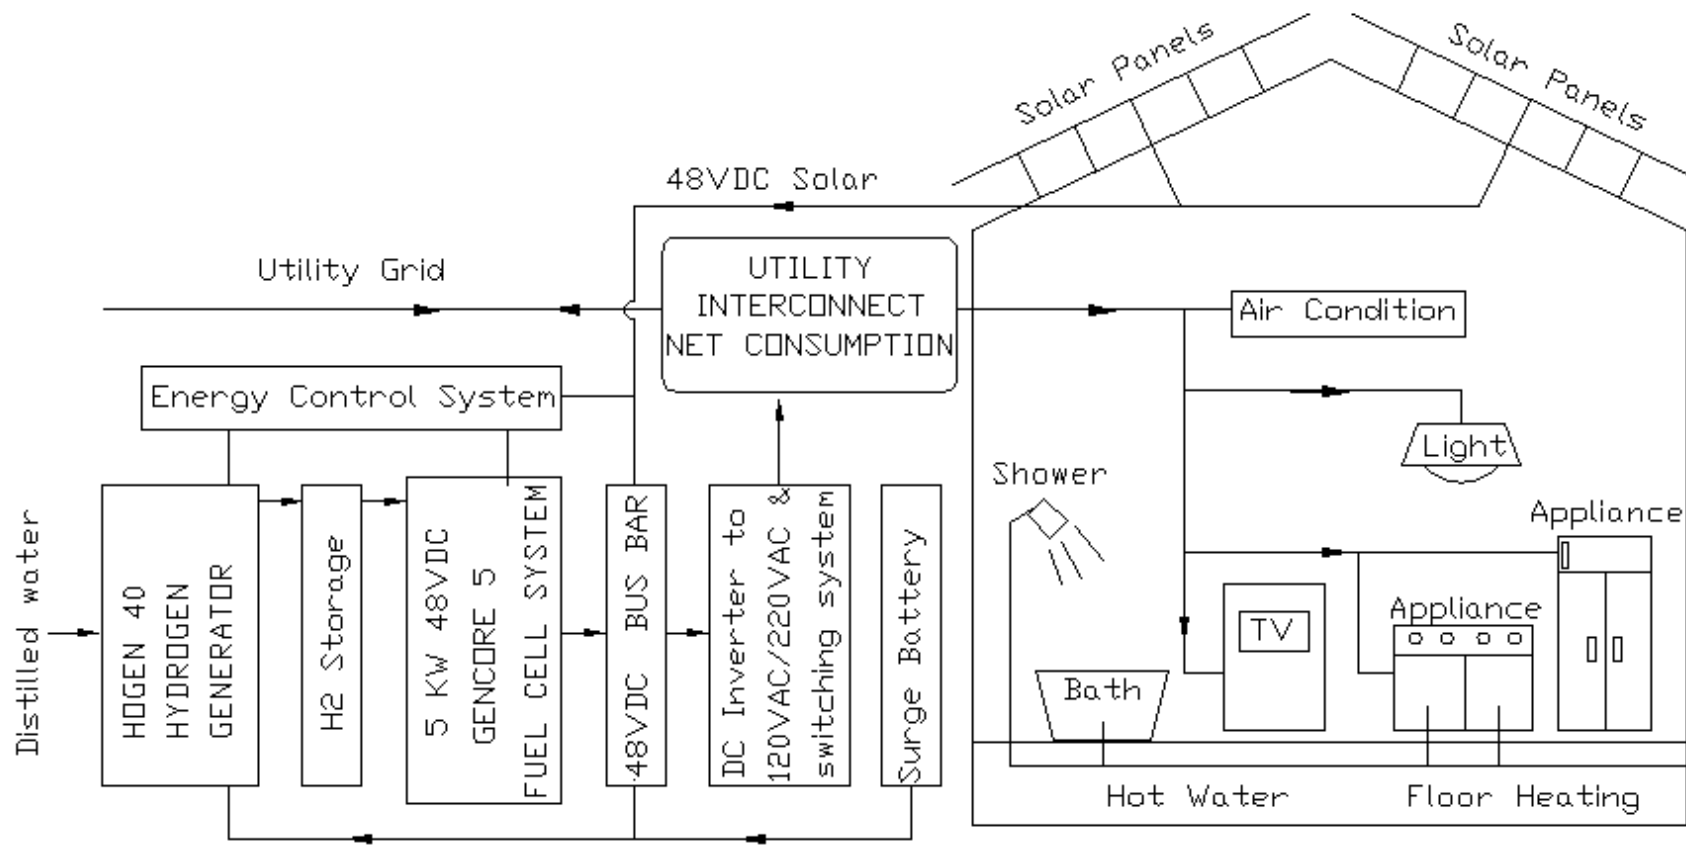 Solar Panels
Solar Panels
48VDC Solar
Utility Grid
UTILITY
INTERCONNECT
NET CONSUMPTION
Air Condition
Energy Control System
Light
Shower
Appliance
Distilled water
HOGEN 40
HYDROGEN
GENERATOR
H2 Storage
5 KW 48VDC
GENCORE 5
FUEL CELL SYSTEM
48VDC BUS BAR
DC Inverter to
120VAC/220VAC &
switching system
Surge Battery
Appliance
TV
Bath
Hot Water
Floor Heating